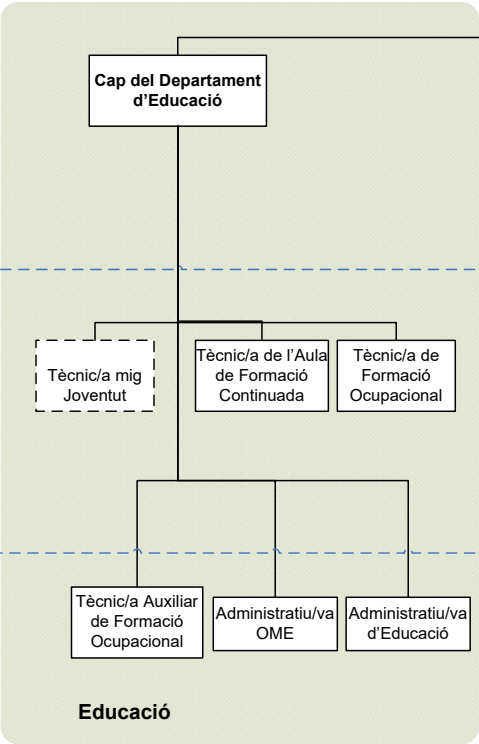 Cap del Departament
d'Educació
Tècnic/a mig
Joventut
Tècnic/a de l'Aula
de Formació
Continuada
Tècnic/a de
Formació
Ocupacional
Tècnic/a Auxiliar
de Formació
Ocupacional
Administratiu/va
OME
Administratiu/va
d'Educació
Educació